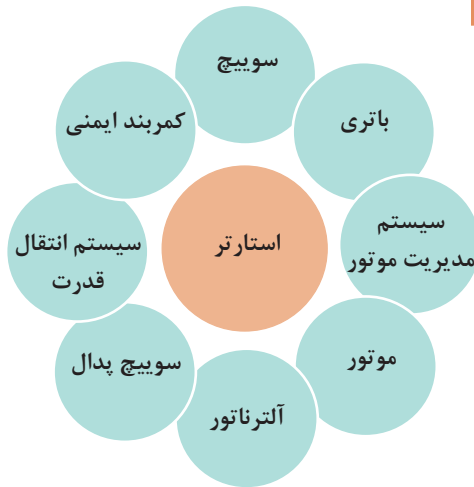 سوییچ
کمربند ایمنی
باتری
استارتر
سیستم انتقال
قدرت
سیستم
مدیریت موتور
سوییچ پدال
موتور
آلترناتور